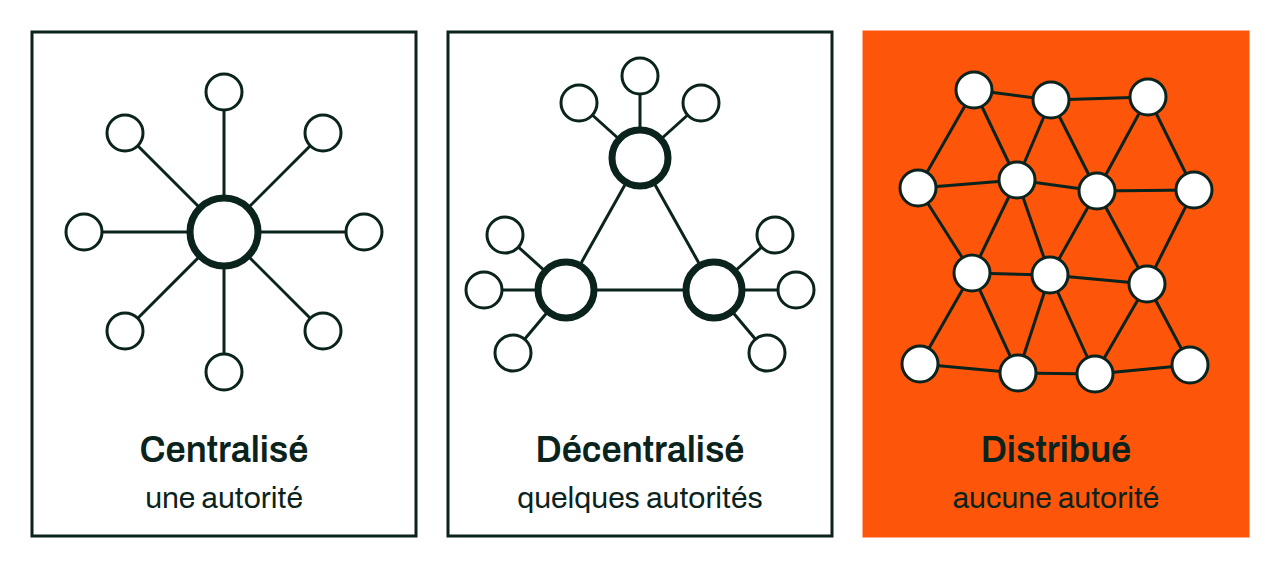 Centralisé
une autorité
Décentralisé
quelques autorités
Distribué
aucune autorité